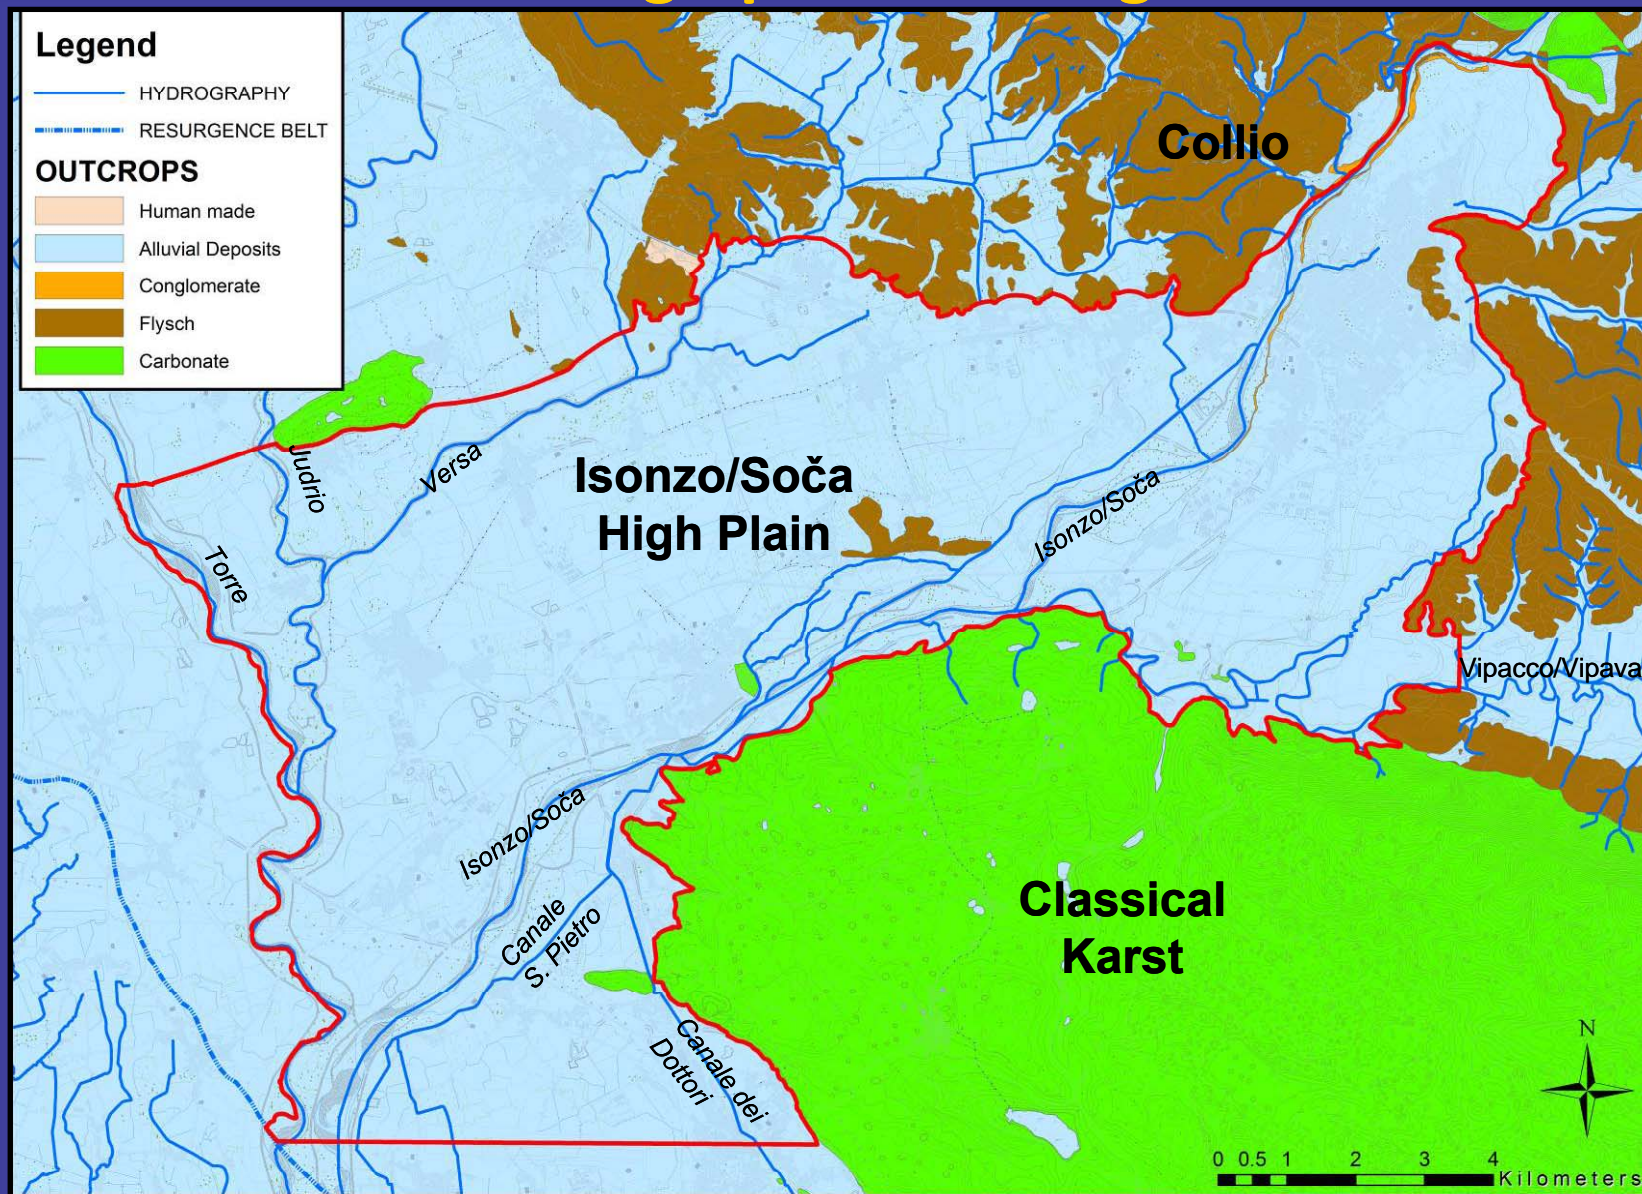 Legend
HYDROGRAPHY
RESURGENCE BELT
OUTCROPS
Human made
Alluvial Deposits
Conglomerate
Flysch
Carbonate
Collio
Judrio
Versa
Isonzo/Soča
High Plain
Isonzo/Soča
Torre
Vipacco/Vipava
Isonzo/Soča
Canale
S. Pietro
Classical
Karst
Canale dei
Dottori
N
0 0.5 1 2 3 4
Kilometers